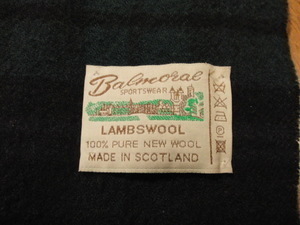 Balmoral
SPORTSWEAR
LAMBSWOOL
100% PURE NEW WOOL
MADE IN SCOTLAND